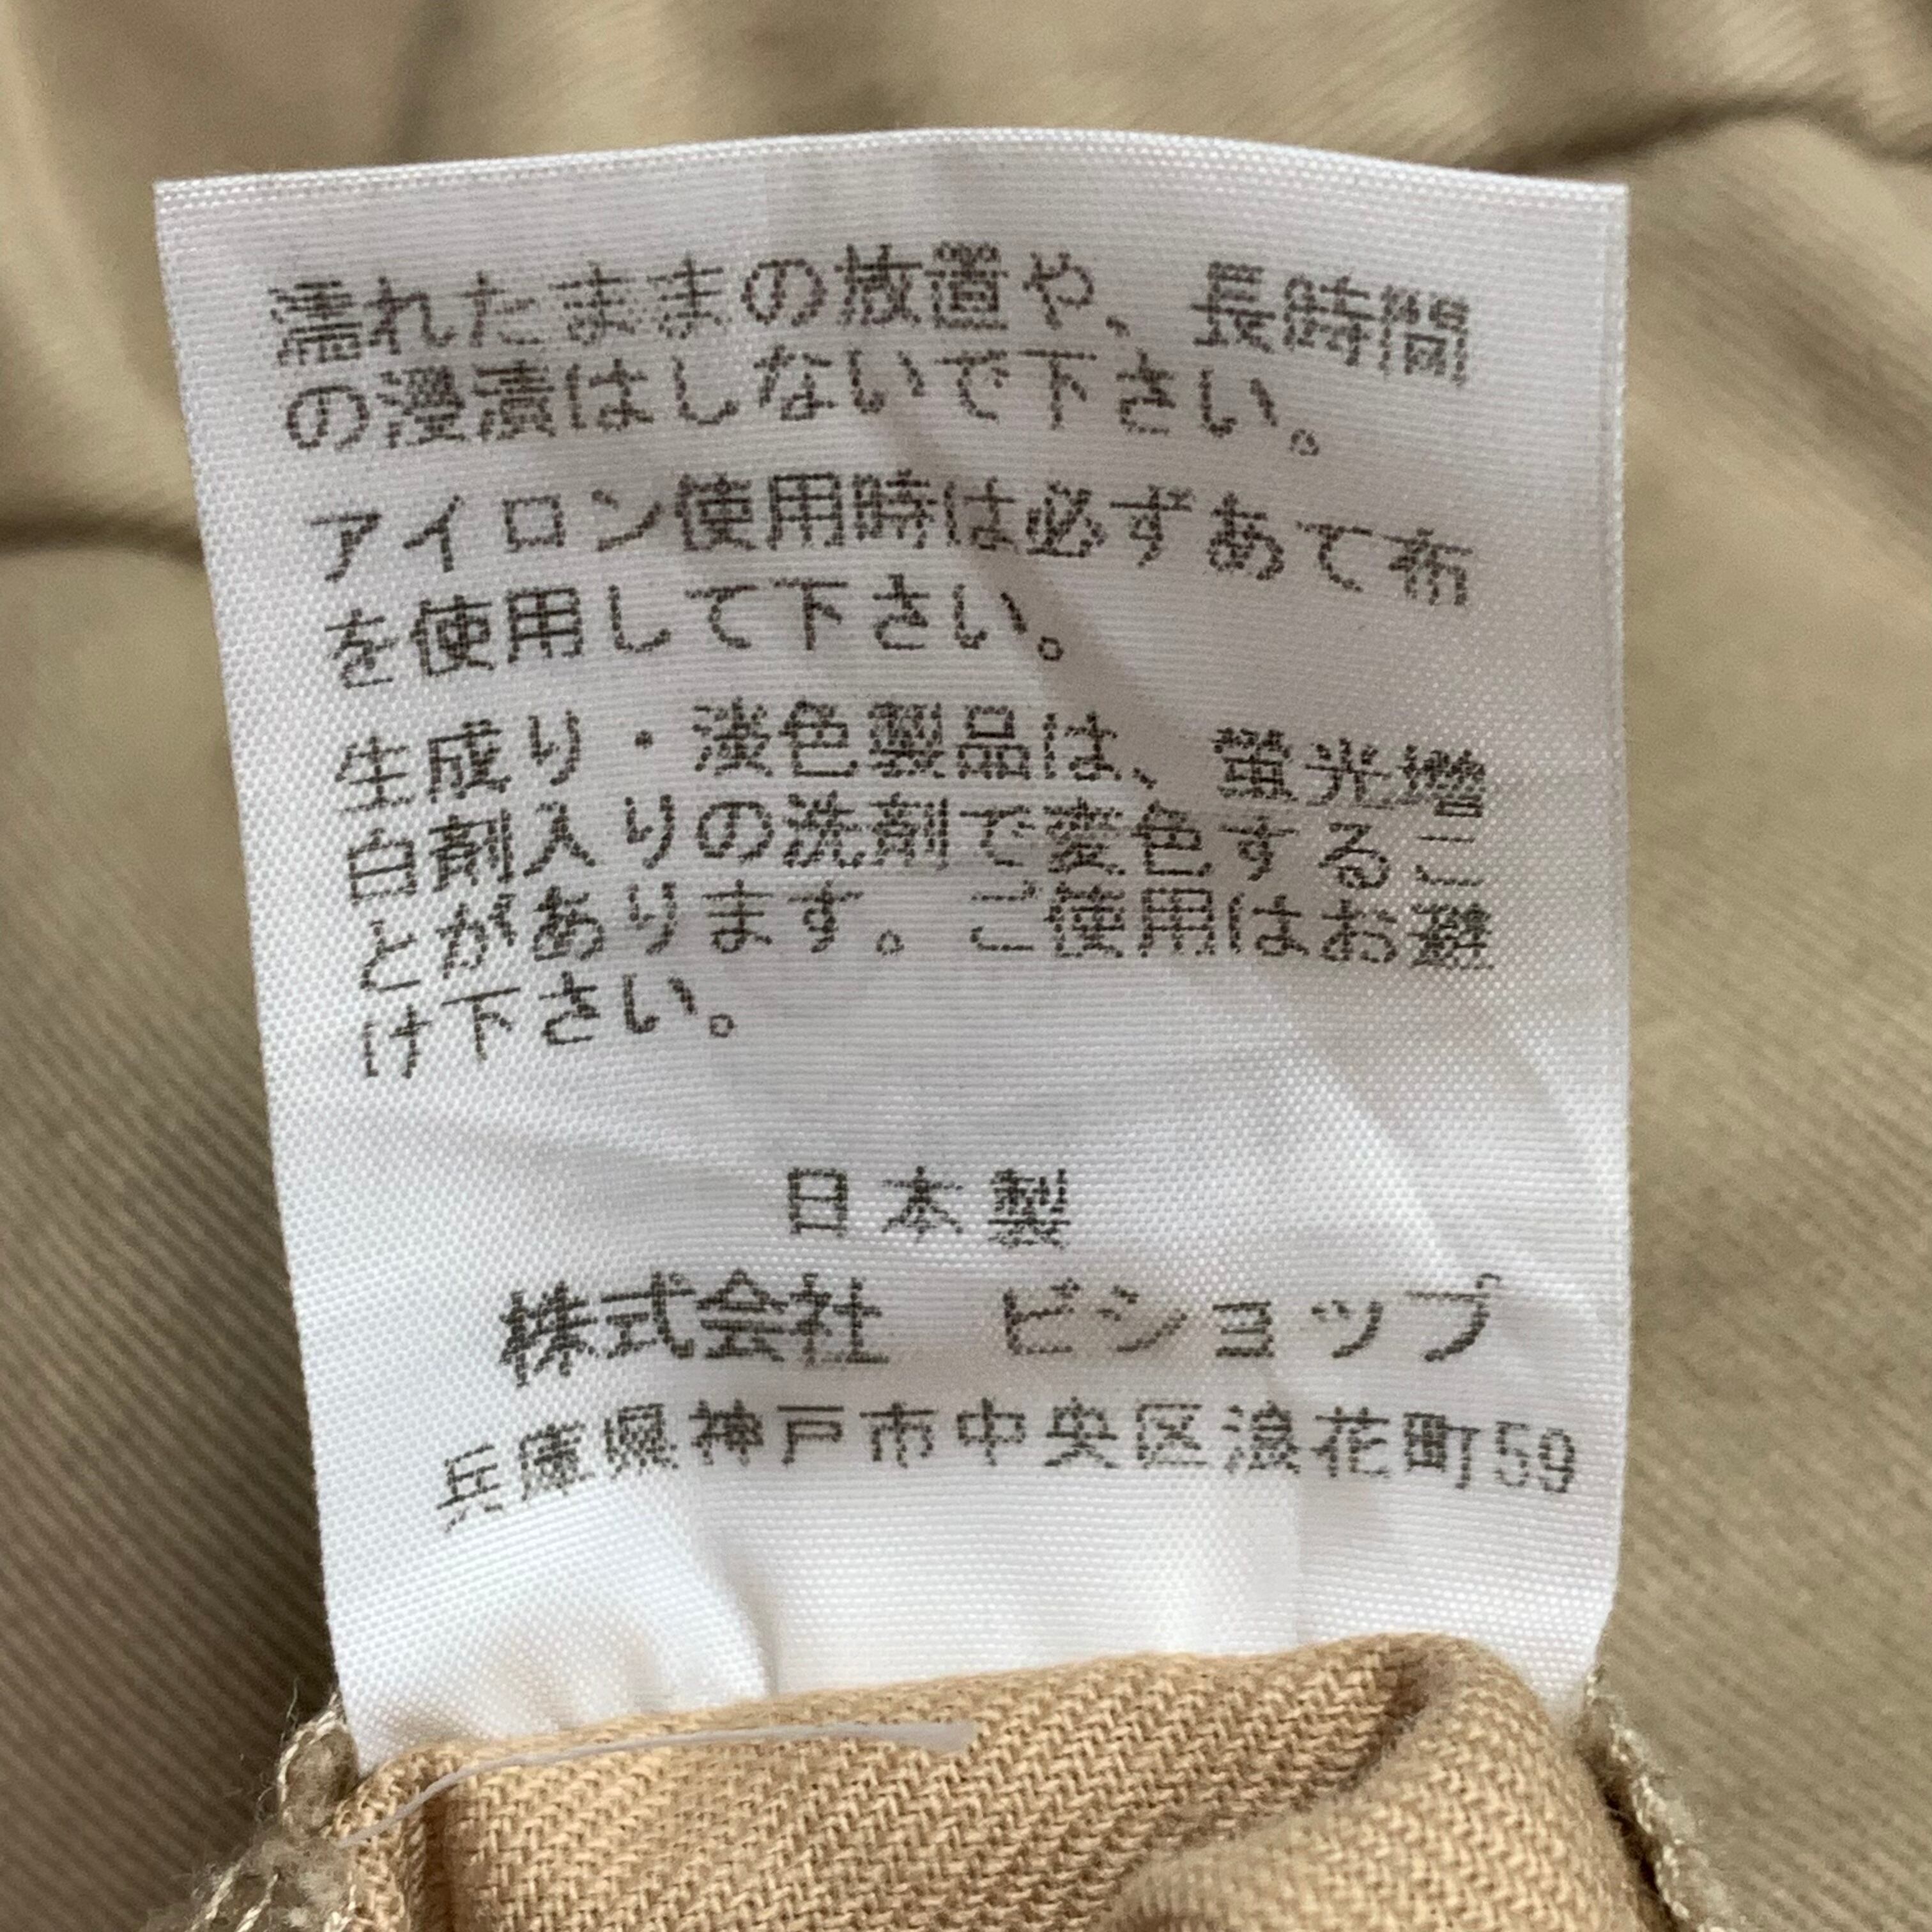 濡れたままの放置や、長時間
の浸漬はしないで下さい。
アイロン使用時は必ずあて布
を使用して下さい。
生成り・淡色製品は、蛍光増
白剤入りの洗剤で変色するこ
とがあります。ご使用はお避
け下さい。
日本製
株式会社　ビショップ
兵庫県神戸市中央区浪花町59